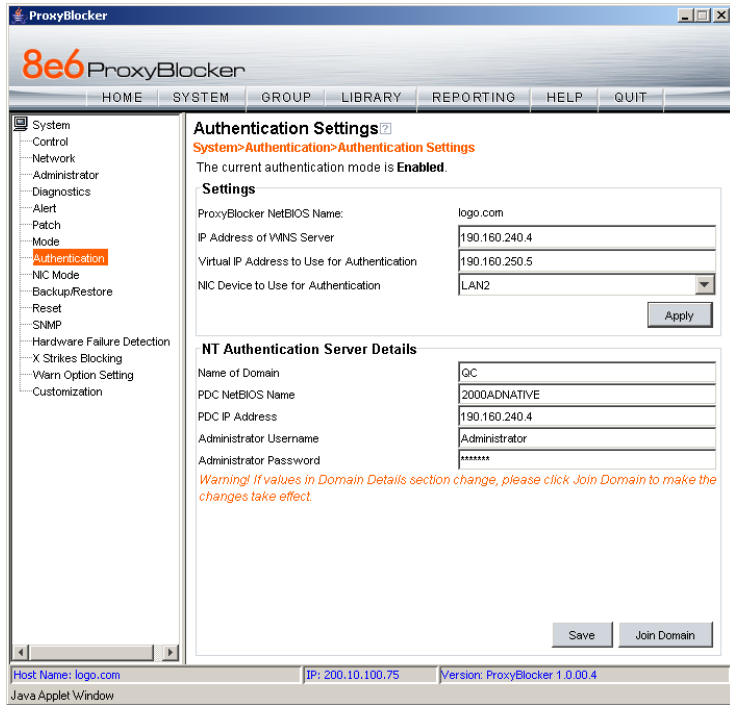 ProxyBlocker
8e6 ProxyBlocker
HOME SYSTEM GROUP LIBRARY REPORTING HELP QUIT
System
Control
Network
Administrator
Diagnostics
Alert
Patch
Mode
Authentication
NIC Mode
Backup/Restore
Reset
SNMP
Hardware Failure Detection
X Strikes Blocking
Warn Option Setting
Customization
Authentication Settings?
System>Authentication>Authentication Settings
The current authentication mode is Enabled.
Settings
ProxyBlocker NetBIOS Name: logo.com
IP Address of WINS Server 190.160.240.4
Virtual IP Address to Use for Authentication 190.160.250.5
NIC Device to Use for Authentication LAN2
Apply
NT Authentication Server Details
Name of Domain QC
PDC NetBIOS Name 2000ADNATIVE
PDC IP Address 190.160.240.4
Administrator Username Administrator
Administrator Password *******
Warning! If values in Domain Details section change, please click Join Domain to make the
changes take effect.
Save Join Domain
Host Name: logo.com IP: 200.10.100.75 Version: ProxyBlocker 1.0.00.4
Java Applet Window